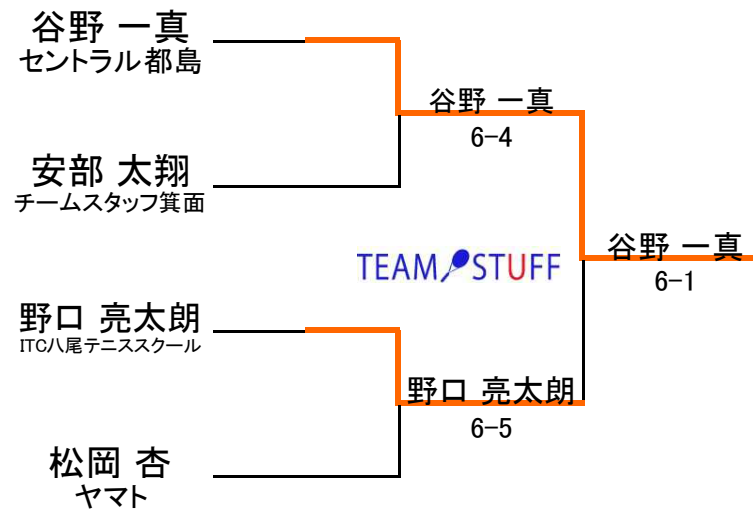 谷野 一真
セントラル都島
谷野 一真
6-4
安部 太翔
チームスタッフ箕面
TEAM STUFF
谷野 一真
6-1
野口 亮太朗
ITC八尾テニススクール
野口 亮太朗
6-5
松岡 杏
ヤマト